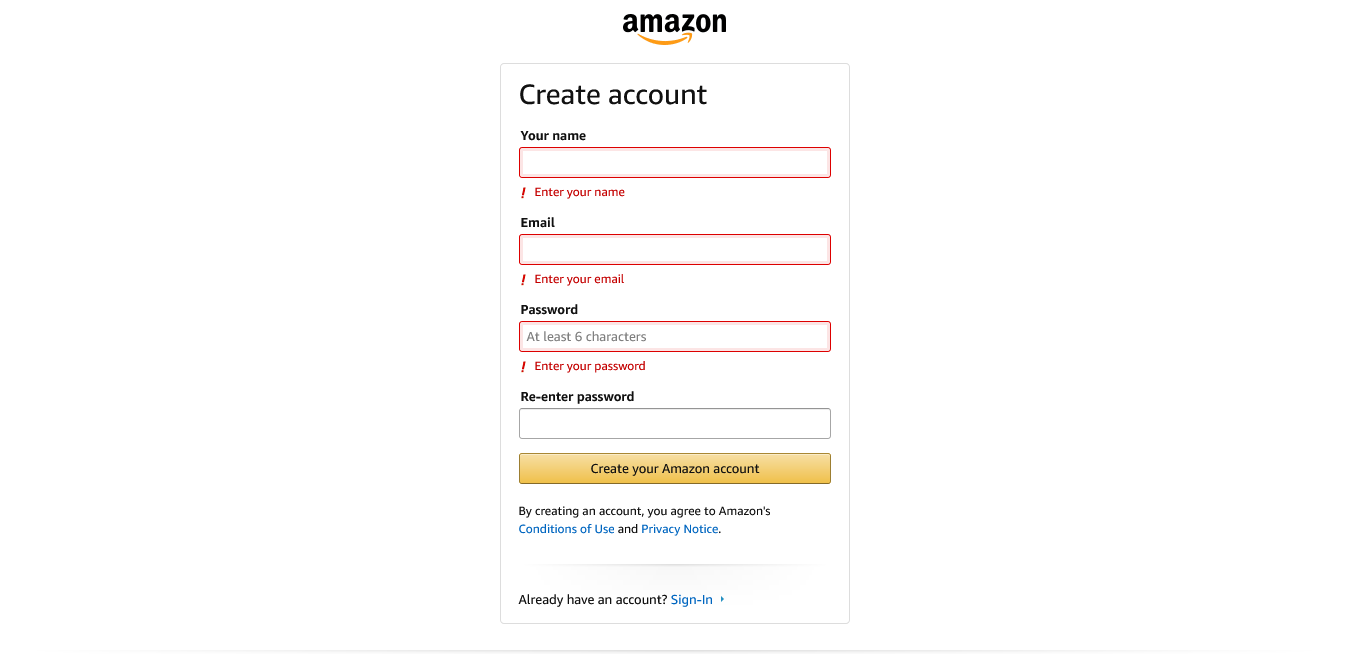 amazon
Create account
Your name
! Enter your name
Email
! Enter your email
Password
At least 6 characters
! Enter your password
Re-enter password
Create your Amazon account
By creating an account, you agree to Amazon's
Conditions of Use and Privacy Notice.
Already have an account? Sign-In